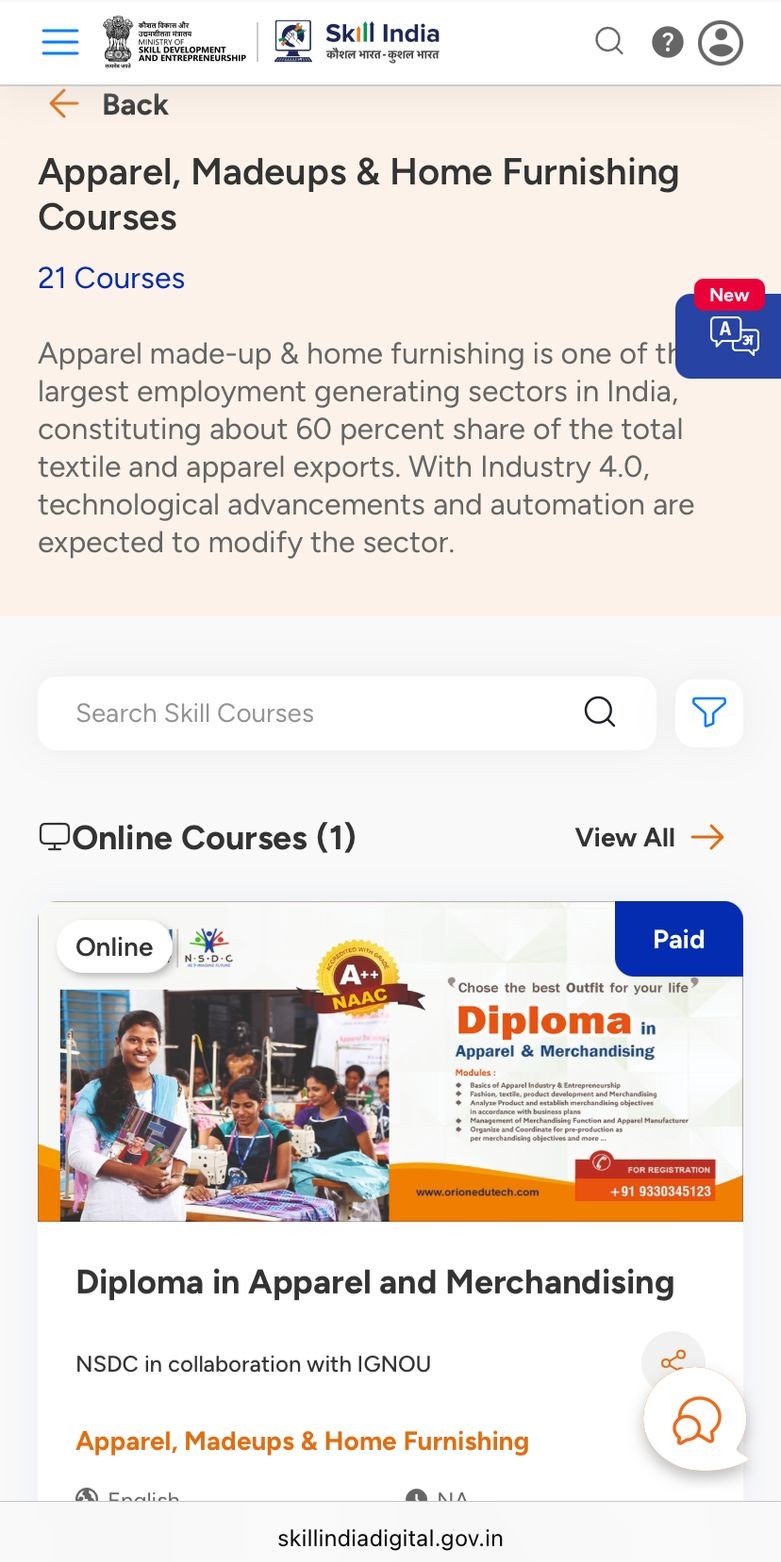 कौशल विकास और
उद्यमशीलता मंत्रालय
MINISTRY OF
SKILL DEVELOPMENT
AND ENTREPRENEURSHIP
सत्यमेव जयते
Skill India
कौशल भारत-कुशल भारत
?
Back
Apparel, Madeups & Home Furnishing
Courses
21 Courses
New
A अ
Apparel made-up & home furnishing is one of
largest employment generating sectors in India,
constituting about 60 percent share of the total
textile and apparel exports. With Industry 4.0,
technological advancements and automation are
expected to modify the sector.
Search Skill Courses
Online Courses (1)
View All
Online
N·S·D·C
Paid
ACCREDITED WITH GRADE
A++
NAAC
‘Chose the best Outfit for your life’
Diploma in
Apparel & Merchandising
Modules :
Basics of Apparel Industry & Entrepreneurship
Fashion, textile, product development and Merchandising
Analyze Product and establish merchandising objectives
in accordance with business plans
Management of Merchandising Function and Apparel Manufacturer
Organize and Coordinate for pre-production as
per merchandising objectives and more ...
FOR REGISTRATION
www.orionedutech.com
+91 9330345123
Diploma in Apparel and Merchandising
NSDC in collaboration with IGNOU
Apparel, Madeups & Home Furnishing
English
NA
skillindiadigital.gov.in